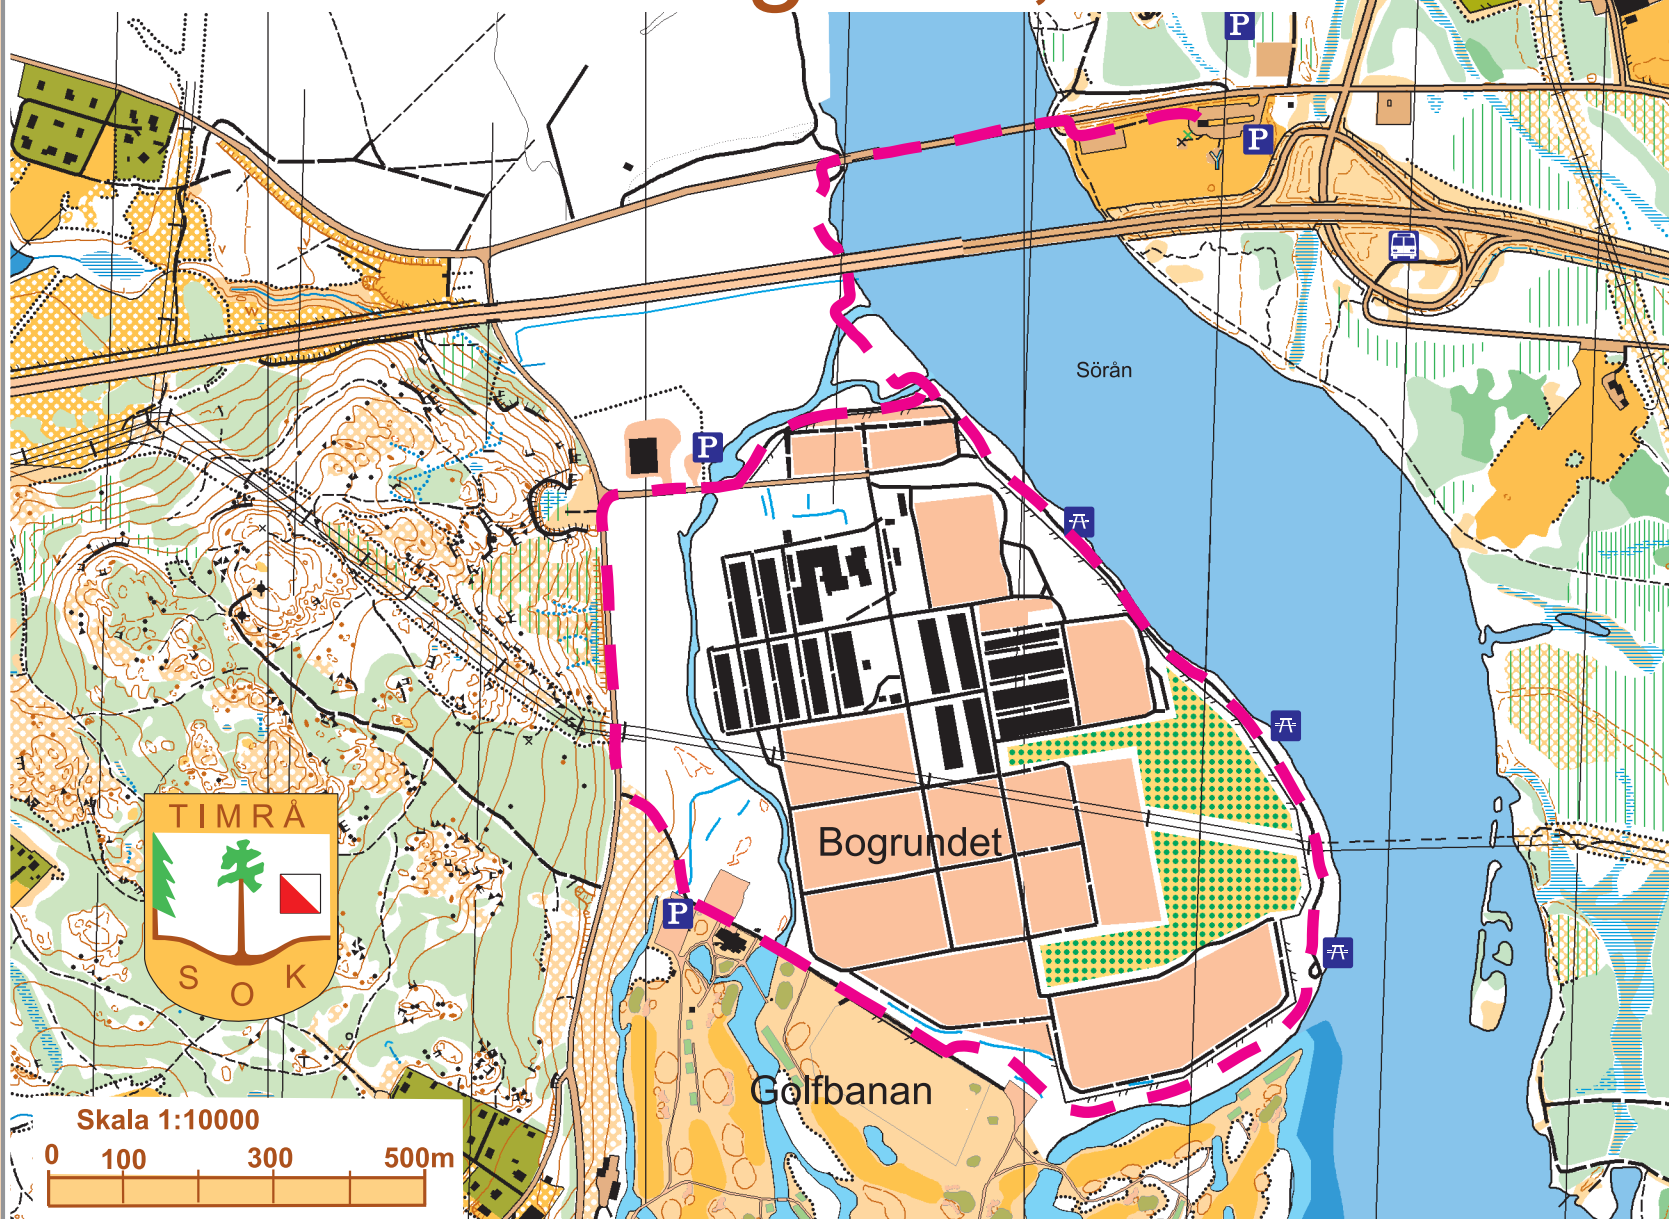 P
P
Sörån
P
Bogrundet
TIMRÅ
P
S O K
Golfbanan
Skala 1:10000
0 100 300 500m